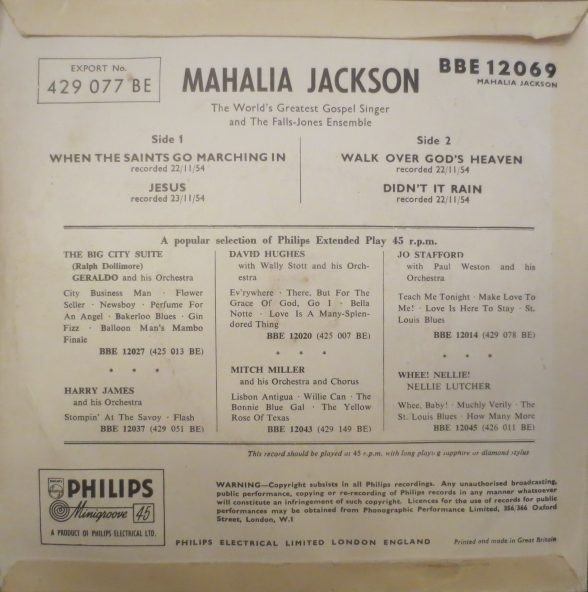 EXPORT No.
429 077 BE
MAHALIA JACKSON
BBE 12069
MAHALIA JACKSON
The World's Greatest Gospel Singer
and The Falls-Jones Ensemble
Side 1
WHEN THE SAINTS GO MARCHING IN
recorded 22/11/54
JESUS
recorded 23/11/54
Side 2
WALK OVER GOD'S HEAVEN
recorded 22/11/54
DIDN'T IT RAIN
recorded 22/11/54
A popular selection of Philips Extended Play 45 r.p.m.
THE BIG CITY SUITE
(Ralph Dollimore)
GERALDO and his Orchestra
City Business Man · Flower
Seller · Newsboy · Perfume For
An Angel · Bakerloo Blues · Gin
Fizz · Balloon Man's Mambo
Finale
BBE 12027 (425 013 BE)
* * *
HARRY JAMES
and his Orchestra
Stompin' At The Savoy · Flash
BBE 12037 (429 051 BE)
DAVID HUGHES
with Wally Stott and his Orch-
estra
Ev'rywhere · There, But For The
Grace Of God, Go I · Bella
Notte · Love Is A Many-Splen-
dored Thing
BBE 12020 (425 007 BE)
* * *
MITCH MILLER
and his Orchestra and Chorus
Lisbon Antigua · Willie Can · The
Bonnie Blue Gal · The Yellow
Rose Of Texas
BBE 12043 (429 149 BE)
JO STAFFORD
with Paul Weston and his
Orchestra
Teach Me Tonight · Make Love To
Me! · Love Is Here To Stay · St.
Louis Blues
BBE 12014 (429 078 BE)
* * *
WHEE! NELLIE!
NELLIE LUTCHER
Whee, Baby! · Muchly Verily · The
St. Louis Blues · How Many More
BBE 12045 (426 011 BE)
This record should be played at 45 r.p.m. with long playing sapphire or diamond stylus
PHILIPS
PHILIPS
Minigroove 45
A PRODUCT OF PHILIPS ELECTRICAL LTD.
WARNING—Copyright subsists in all Philips recordings. Any unauthorised broadcasting,
public performance, copying or re-recording of Philips records in any manner whatsoever
will constitute an infringement of such copyright. Licences for the use of records for public
performances may be obtained from Phonographic Performance Limited, 356/366 Oxford
Street, London, W.1
PHILIPS ELECTRICAL LIMITED LONDON ENGLAND
Printed and made in Great Britain